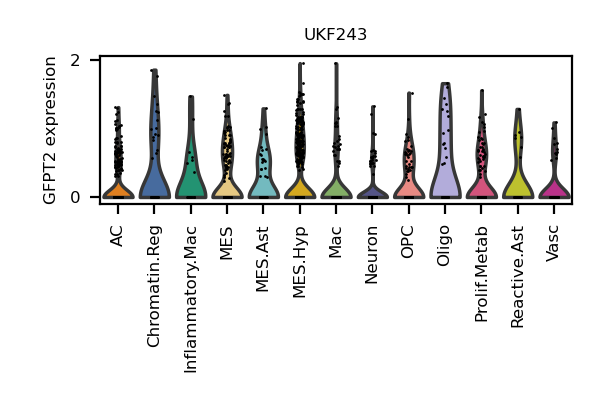 UKF243
GFPT2 expression
2
0
AC
Chromatin.Reg
Inflammatory.Mac
MES
MES.Ast
MES.Hyp
Mac
Neuron
OPC
Oligo
Prolif.Metab
Reactive.Ast
Vasc